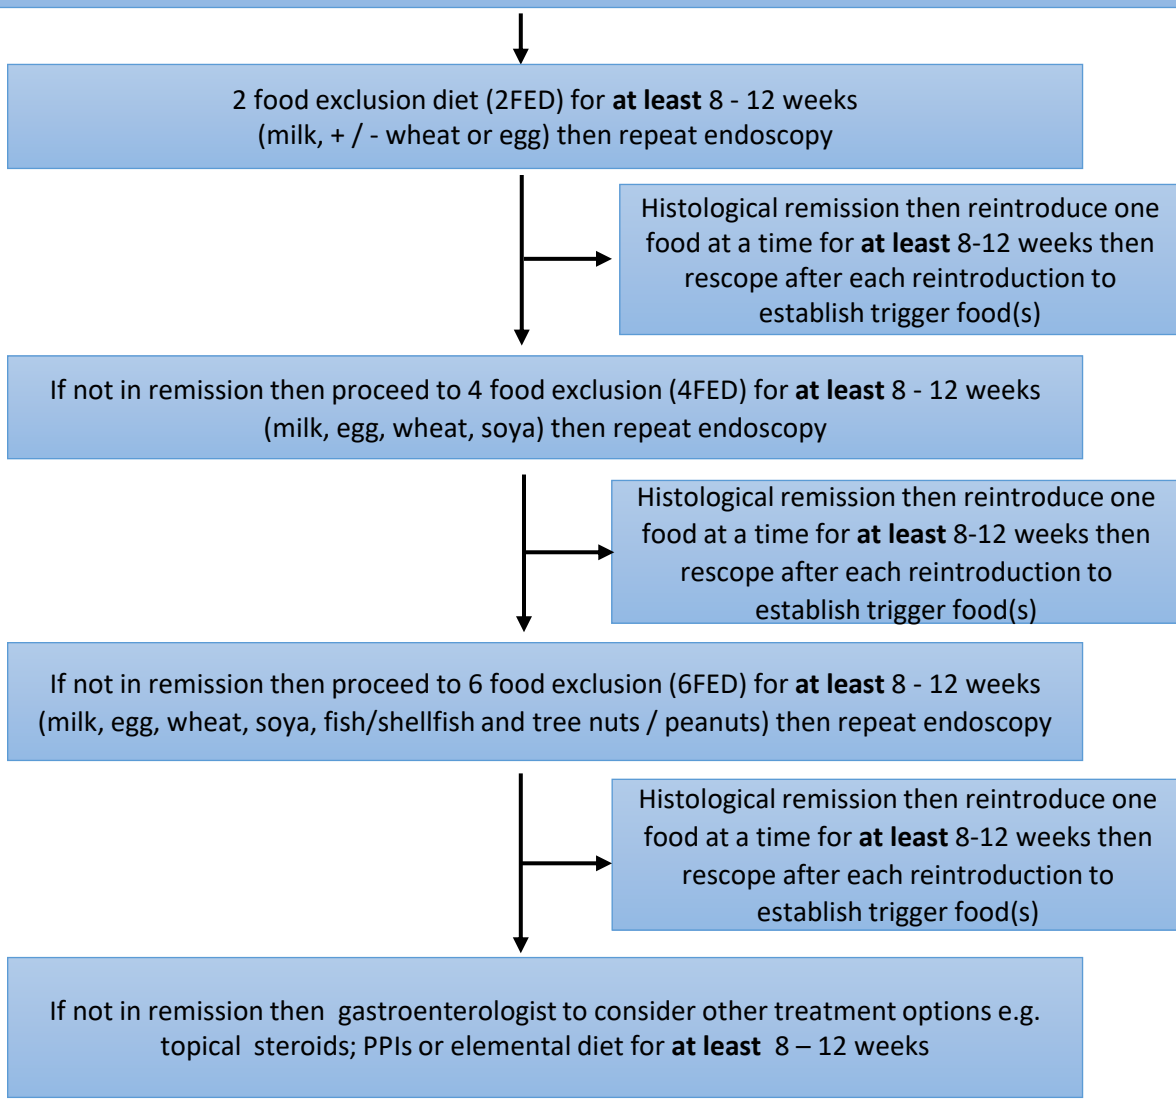 2 food exclusion diet (2FED) for at least 8 - 12 weeks
(milk, + / - wheat or egg) then repeat endoscopy
Histological remission then reintroduce one
food at a time for at least 8-12 weeks then
rescope after each reintroduction to
establish trigger food(s)
If not in remission then proceed to 4 food exclusion (4FED) for at least 8 - 12 weeks
(milk, egg, wheat, soya) then repeat endoscopy
Histological remission then reintroduce one
food at a time for at least 8-12 weeks then
rescope after each reintroduction to
establish trigger food(s)
If not in remission then proceed to 6 food exclusion (6FED) for at least 8 - 12 weeks
(milk, egg, wheat, soya, fish/shellfish and tree nuts / peanuts) then repeat endoscopy
Histological remission then reintroduce one
food at a time for at least 8-12 weeks then
rescope after each reintroduction to
establish trigger food(s)
If not in remission then gastroenterologist to consider other treatment options e.g.
topical steroids; PPIs or elemental diet for at least 8 – 12 weeks